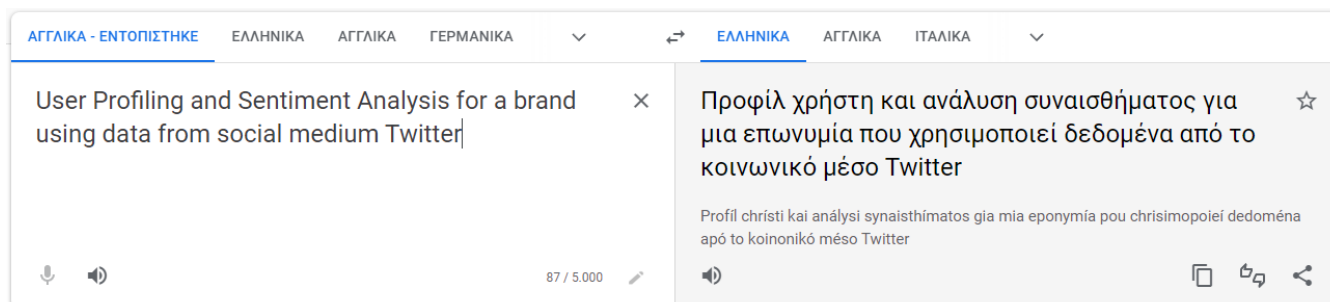 ΑΓΓΛΙΚΑ - ΕΝΤΟΠΙΣΤΗΚΕ ΕΛΛΗΝΙΚΑ ΑΓΓΛΙΚΑ ΓΕΡΜΑΝΙΚΑ
ΕΛΛΗΝΙΚΑ ΑΓΓΛΙΚΑ ΙΤΑΛΙΚΑ
User Profiling and Sentiment Analysis for a brand
using data from social medium Twitter
87 / 5.000
Προφίλ χρήστη και ανάλυση συναισθήματος για
μια επωνυμία που χρησιμοποιεί δεδομένα από το
κοινωνικό μέσο Twitter
Profíl chrísti kai análysi synaisthímatos gia mia eponymía pou chrisimopoieí dedoména
apó to koinonikó méso Twitter